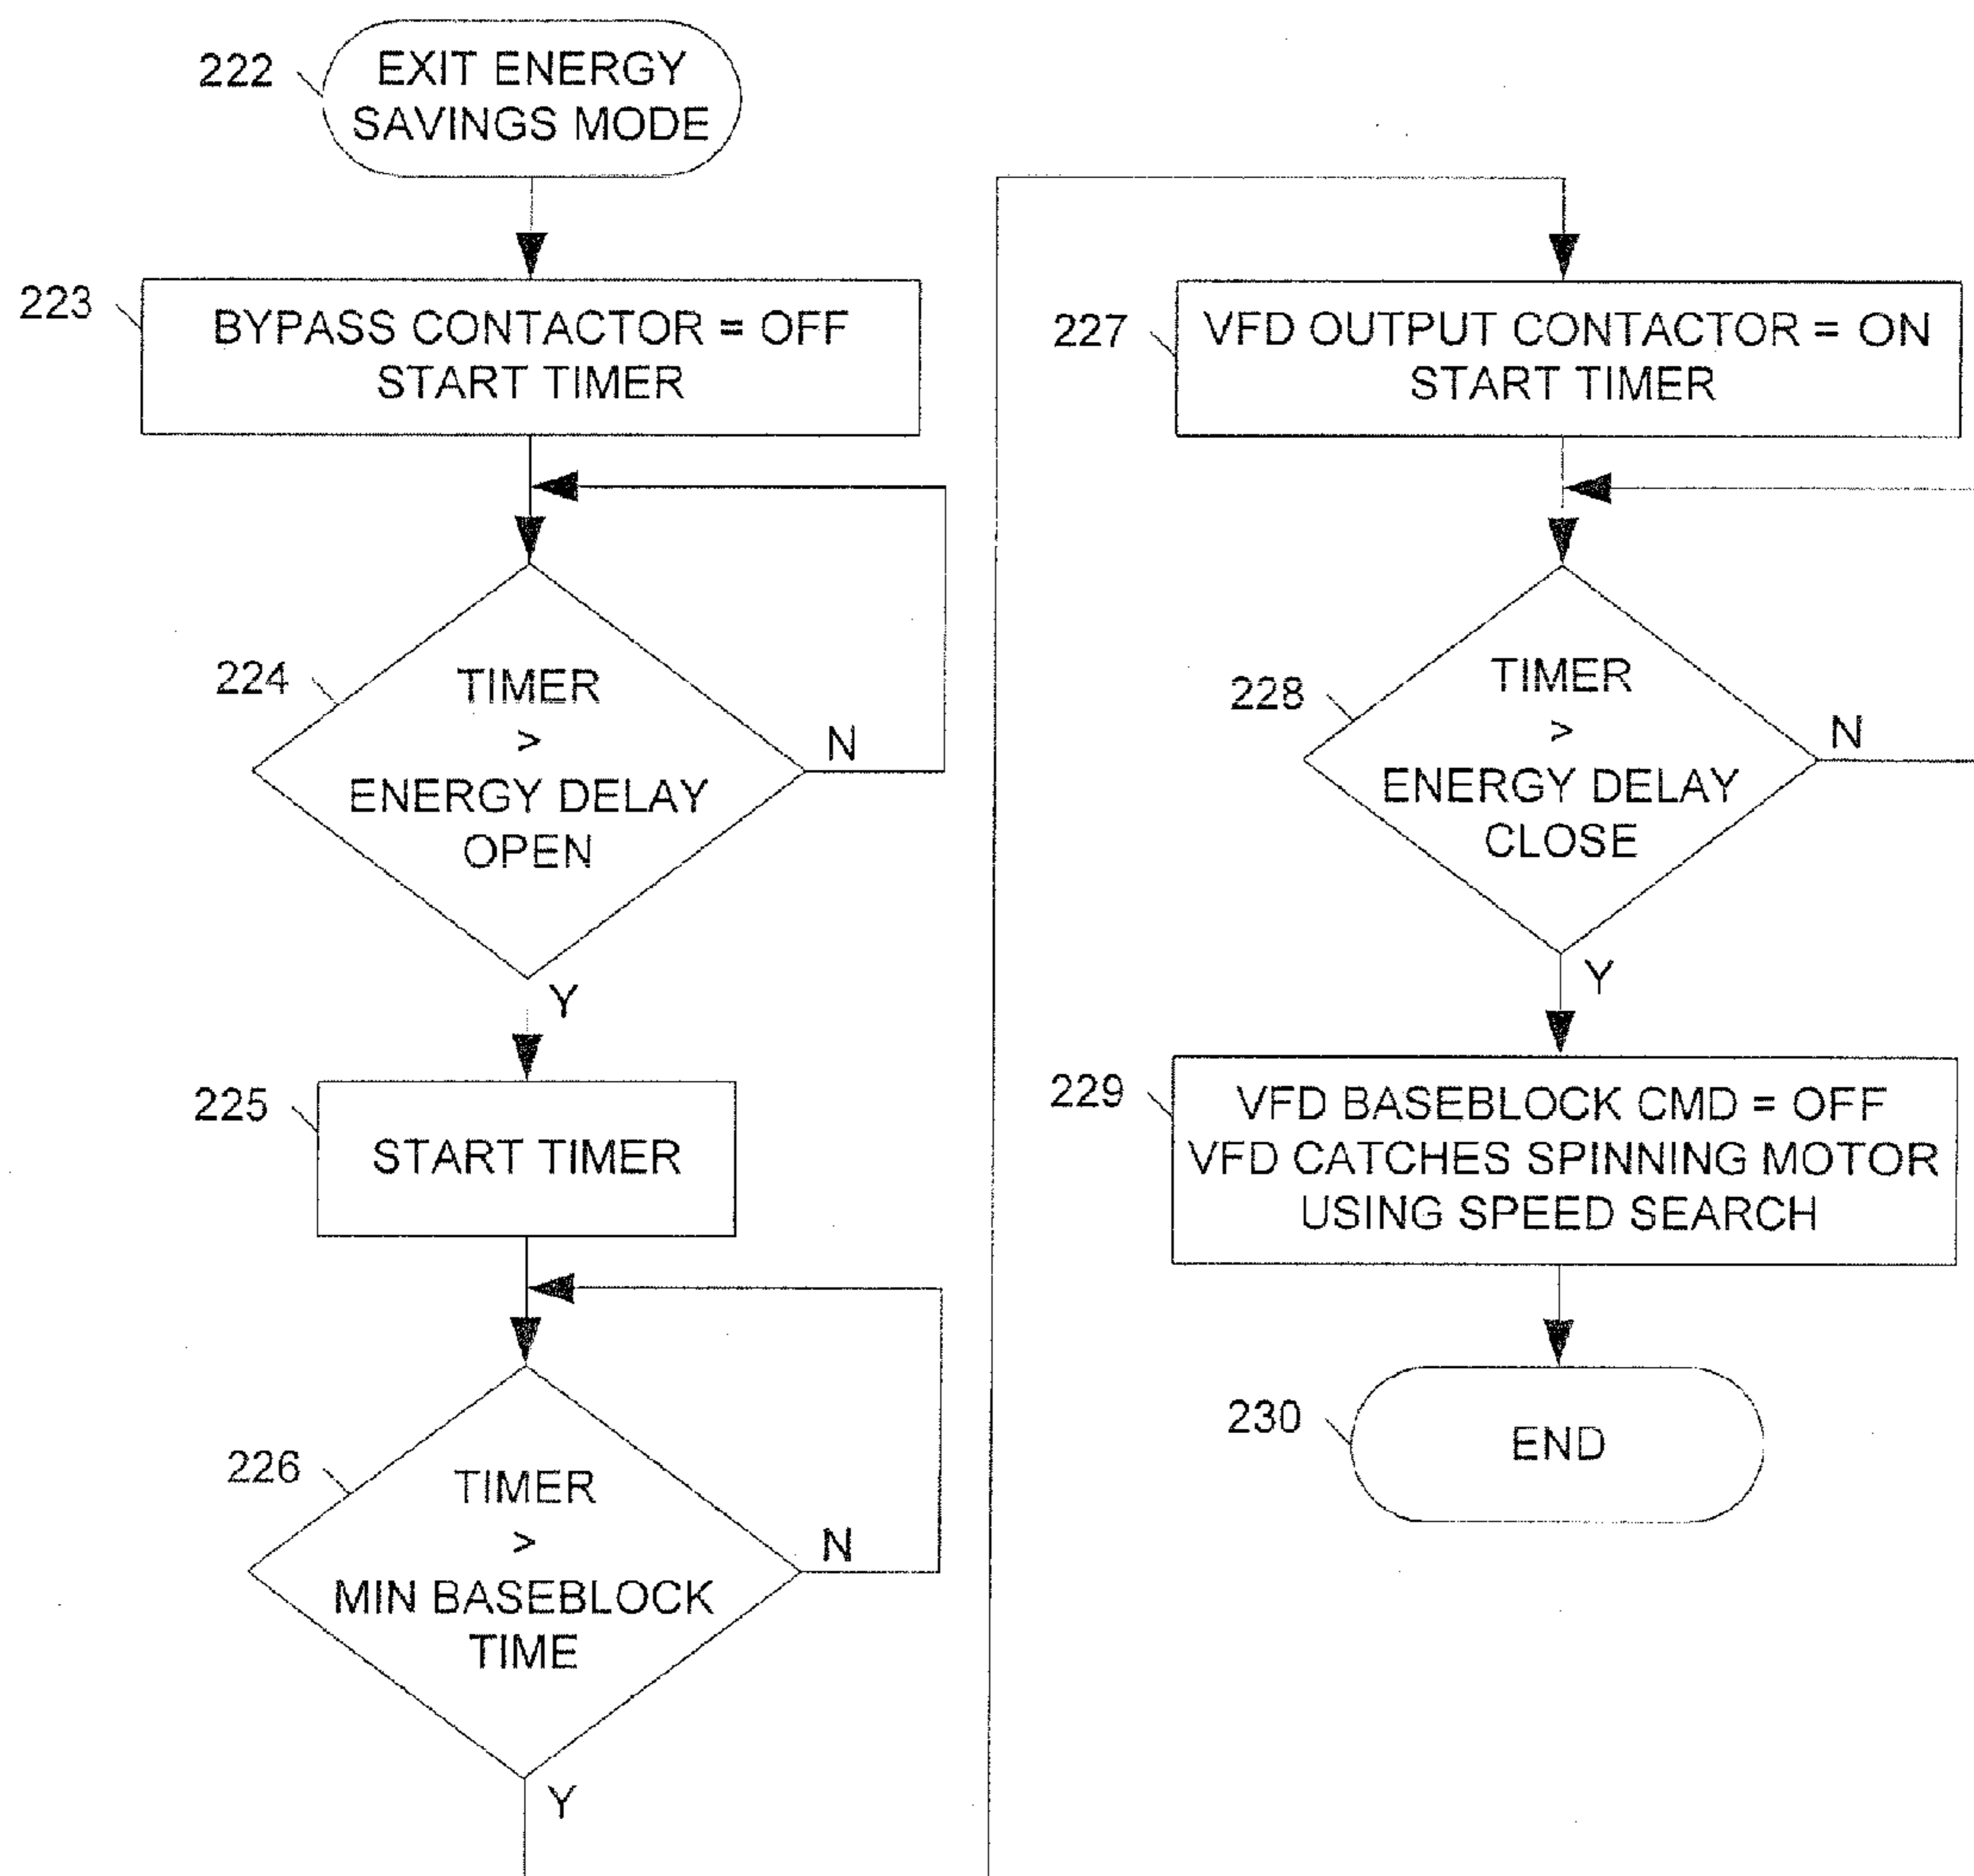 222
EXIT ENERGY
SAVINGS MODE
223
BYPASS CONTACTOR = OFF
START TIMER
224
TIMER
>
ENERGY DELAY
OPEN
N
Y
225
START TIMER
226
TIMER
>
MIN BASEBLOCK
TIME
N
Y
227
VFD OUTPUT CONTACTOR = ON
START TIMER
228
TIMER
>
ENERGY DELAY
CLOSE
N
Y
229
VFD BASEBLOCK CMD = OFF
VFD CATCHES SPINNING MOTOR
USING SPEED SEARCH
230
END